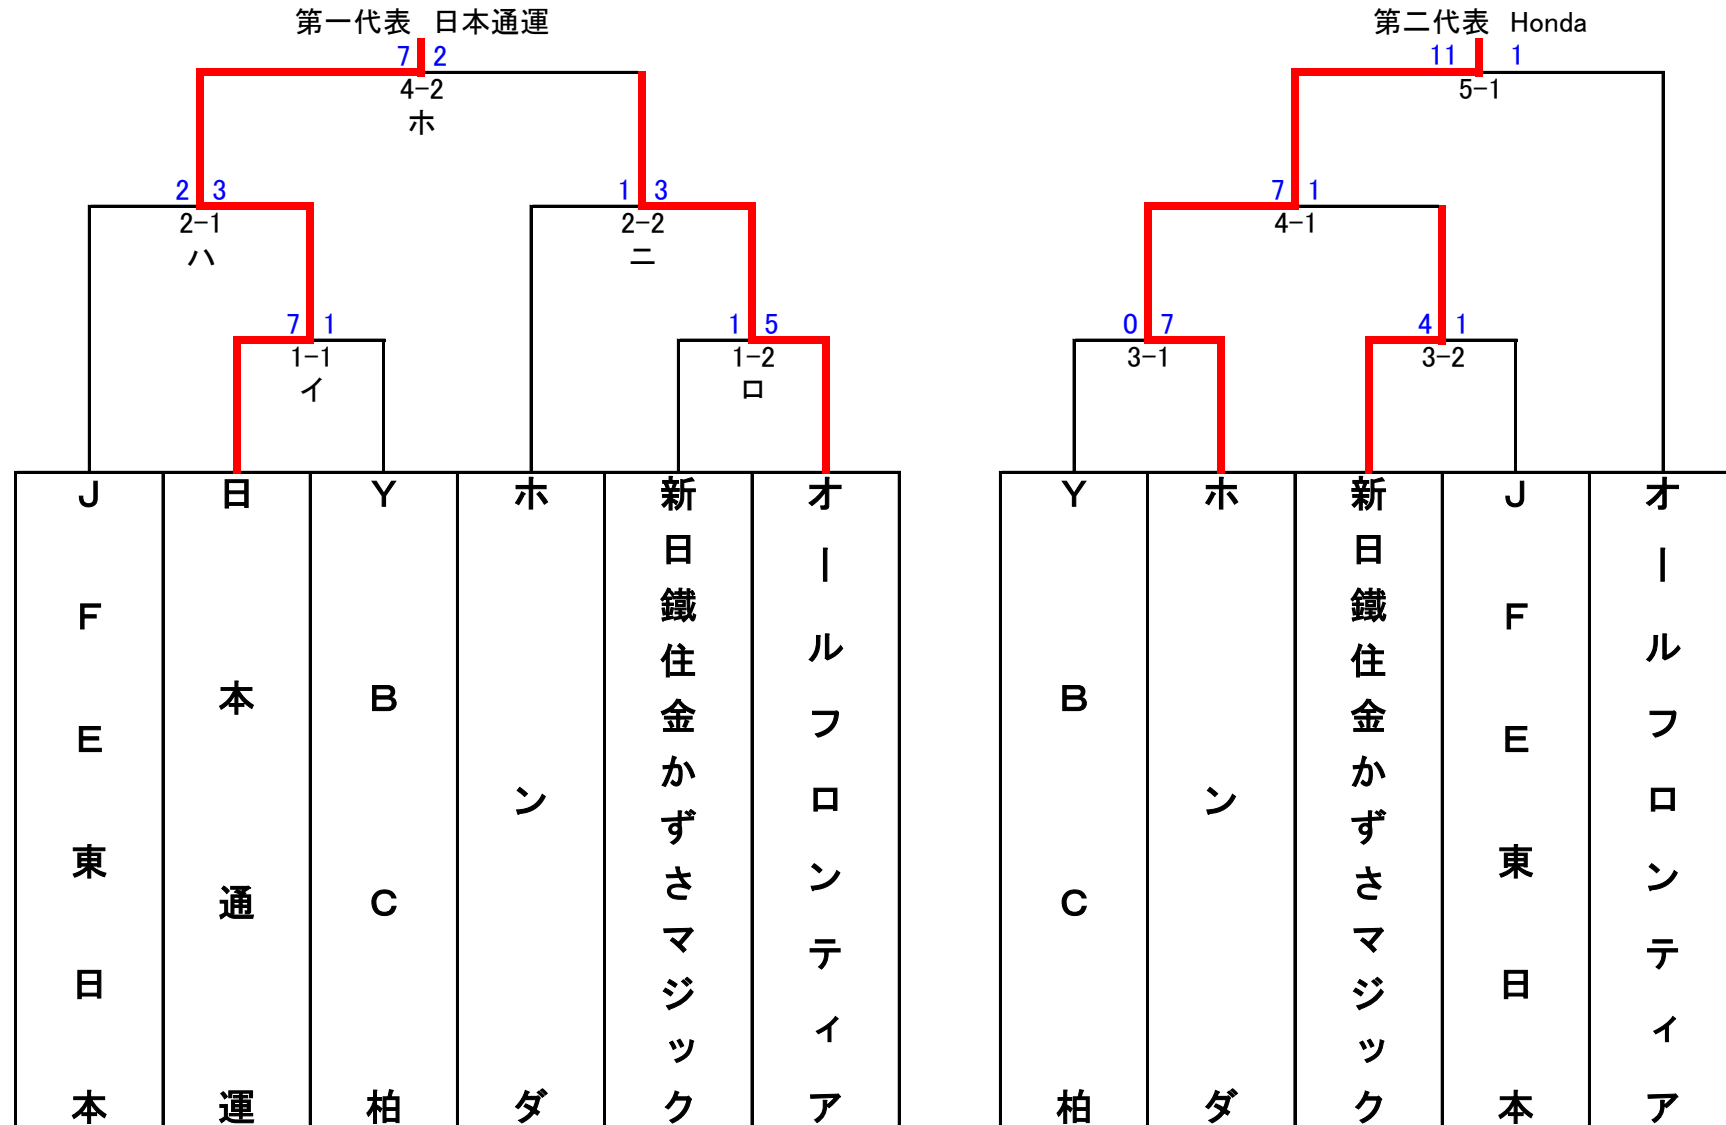 第一代表 日本通運
7 2
4-2
ホ
2 3
2-1
ハ
1 3
2-2
ニ
7 1
1-1
イ
1 5
1-2
ロ
JFE東日本
日本通運
YBC柏
ホンダ
新日鐵住金かずさマジック
オールフロンティア
第二代表 Honda
11 1
5-1
7 1
4-1
0 7
3-1
4 1
3-2
YBC柏
ホンダ
新日鐵住金かずさマジック
JFE東日本
オールフロンティア